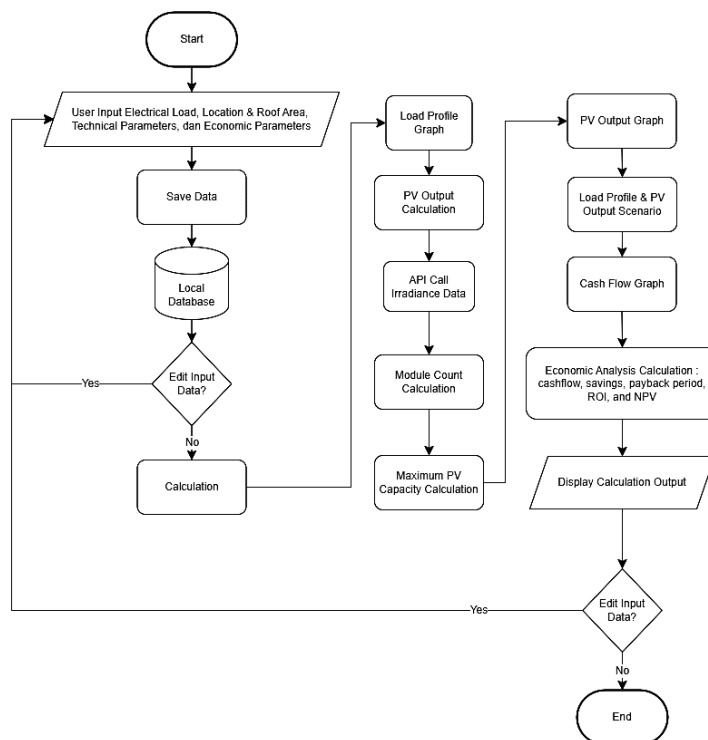 Start
User Input Electrical Load, Location & Roof Area,
Technical Parameters, dan Economic Parameters
Save Data
Local
Database
Edit Input
Data?
Yes
No
Calculation
Load Profile
Graph
PV Output
Calculation
API Call
Irradiance Data
Module Count
Calculation
Maximum PV
Capacity Calculation
PV Output Graph
Load Profile & PV
Output Scenario
Cash Flow Graph
Economic Analysis Calculation :
cashflow, savings, payback period,
ROI, and NPV
Display Calculation Output
Edit Input
Data?
Yes
No
End